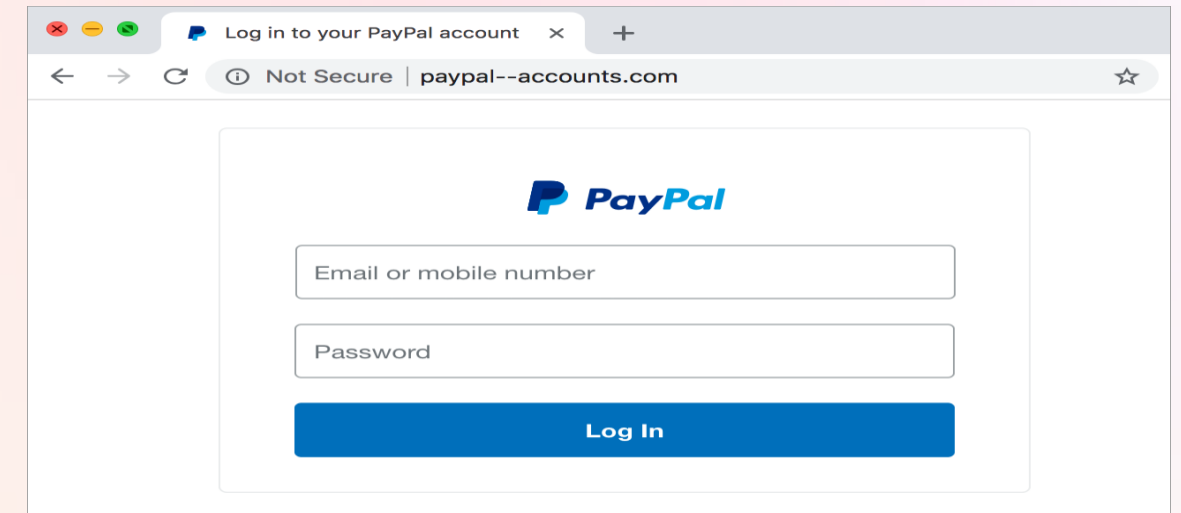 Log in to your PayPal account
Not Secure | paypal--accounts.com
PayPal
Email or mobile number
Password
Log In